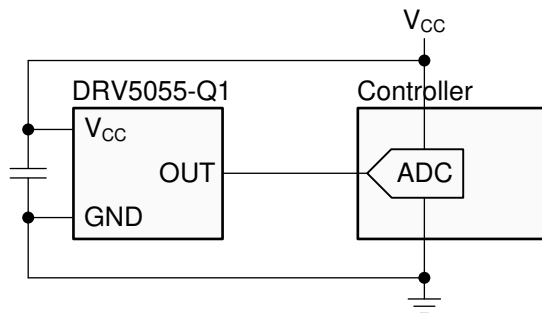 VCC
DRV5055-Q1
Controller
VCC
OUT
ADC
GND